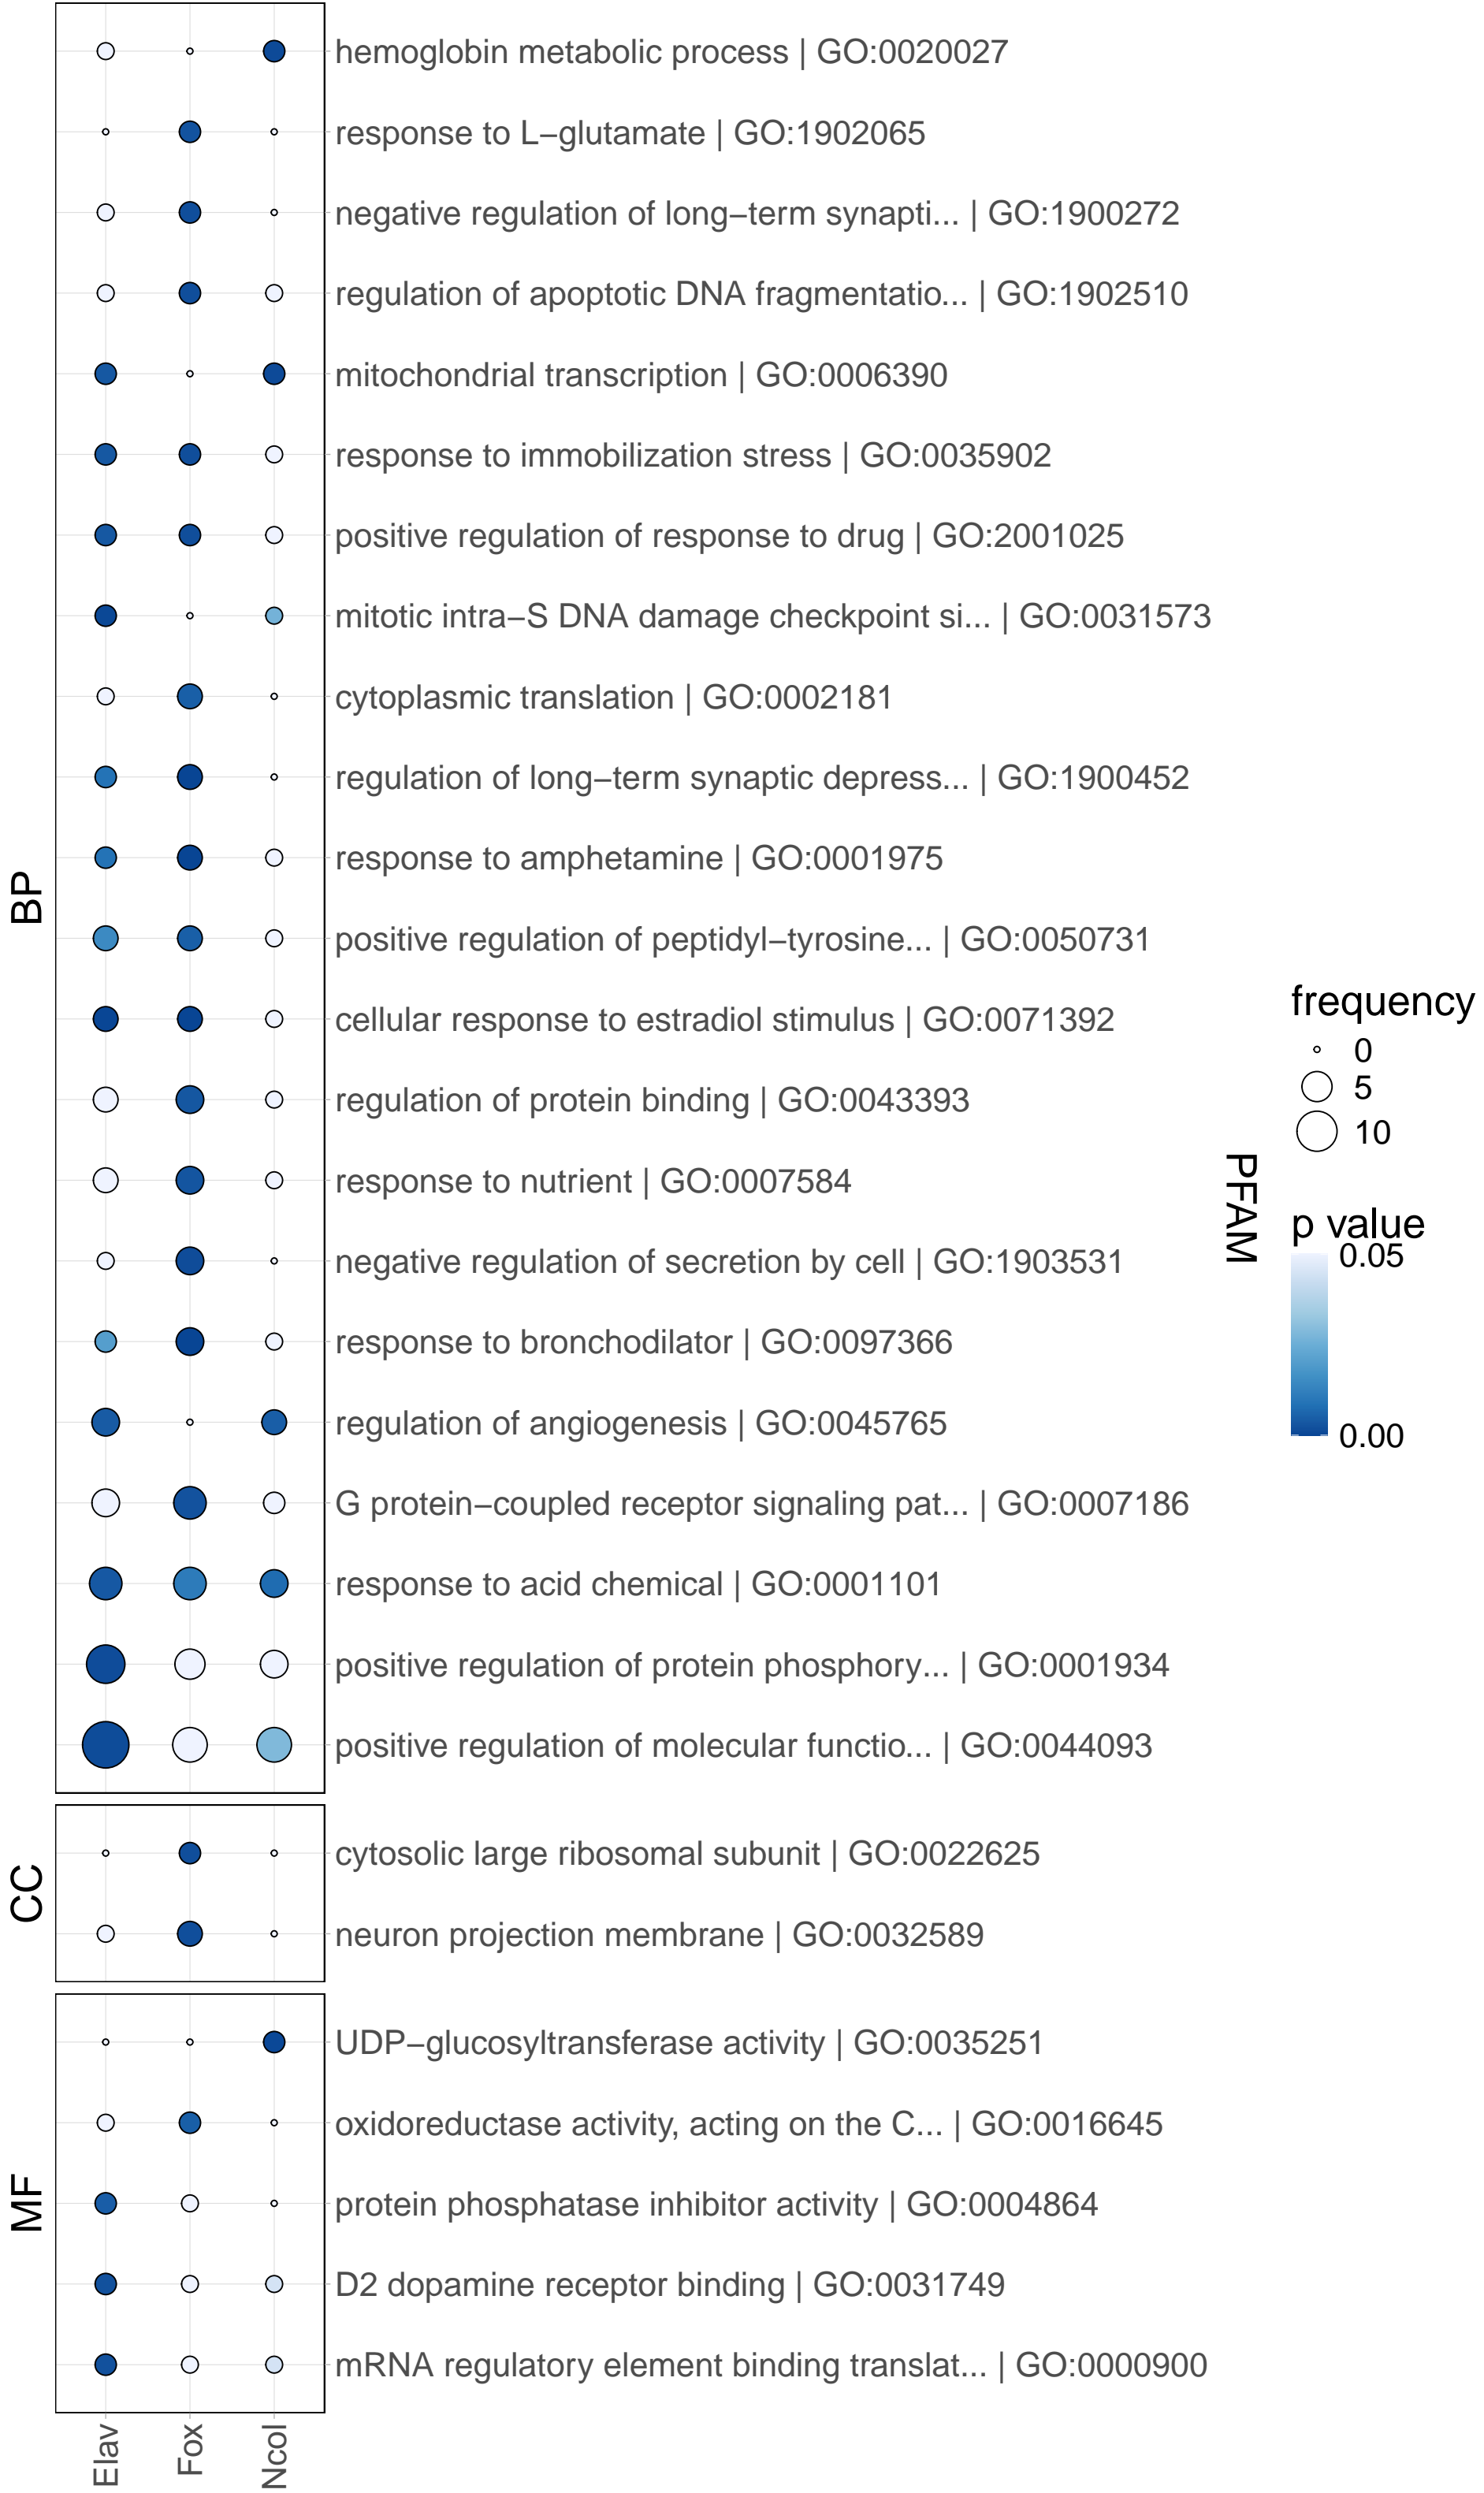 BP
hemoglobin metabolic process | GO:0020027
response to L−glutamate | GO:1902065
negative regulation of long−term synapti... | GO:1900272
regulation of apoptotic DNA fragmentatio... | GO:1902510
mitochondrial transcription | GO:0006390
response to immobilization stress | GO:0035902
positive regulation of response to drug | GO:2001025
mitotic intra−S DNA damage checkpoint si... | GO:0031573
cytoplasmic translation | GO:0002181
regulation of long−term synaptic depress... | GO:1900452
response to amphetamine | GO:0001975
positive regulation of peptidyl−tyrosine... | GO:0050731
cellular response to estradiol stimulus | GO:0071392
regulation of protein binding | GO:0043393
response to nutrient | GO:0007584
negative regulation of secretion by cell | GO:1903531
response to bronchodilator | GO:0097366
regulation of angiogenesis | GO:0045765
G protein−coupled receptor signaling pat... | GO:0007186
response to acid chemical | GO:0001101
positive regulation of protein phosphory... | GO:0001934
positive regulation of molecular functio... | GO:0044093
CC
cytosolic large ribosomal subunit | GO:0022625
neuron projection membrane | GO:0032589
MF
UDP−glucosyltransferase activity | GO:0035251
oxidoreductase activity, acting on the C... | GO:0016645
protein phosphatase inhibitor activity | GO:0004864
D2 dopamine receptor binding | GO:0031749
mRNA regulatory element binding translat... | GO:0000900
Elav
Fox
Ncol
PFAM
frequency
0
5
10
p value
0.05
0.00